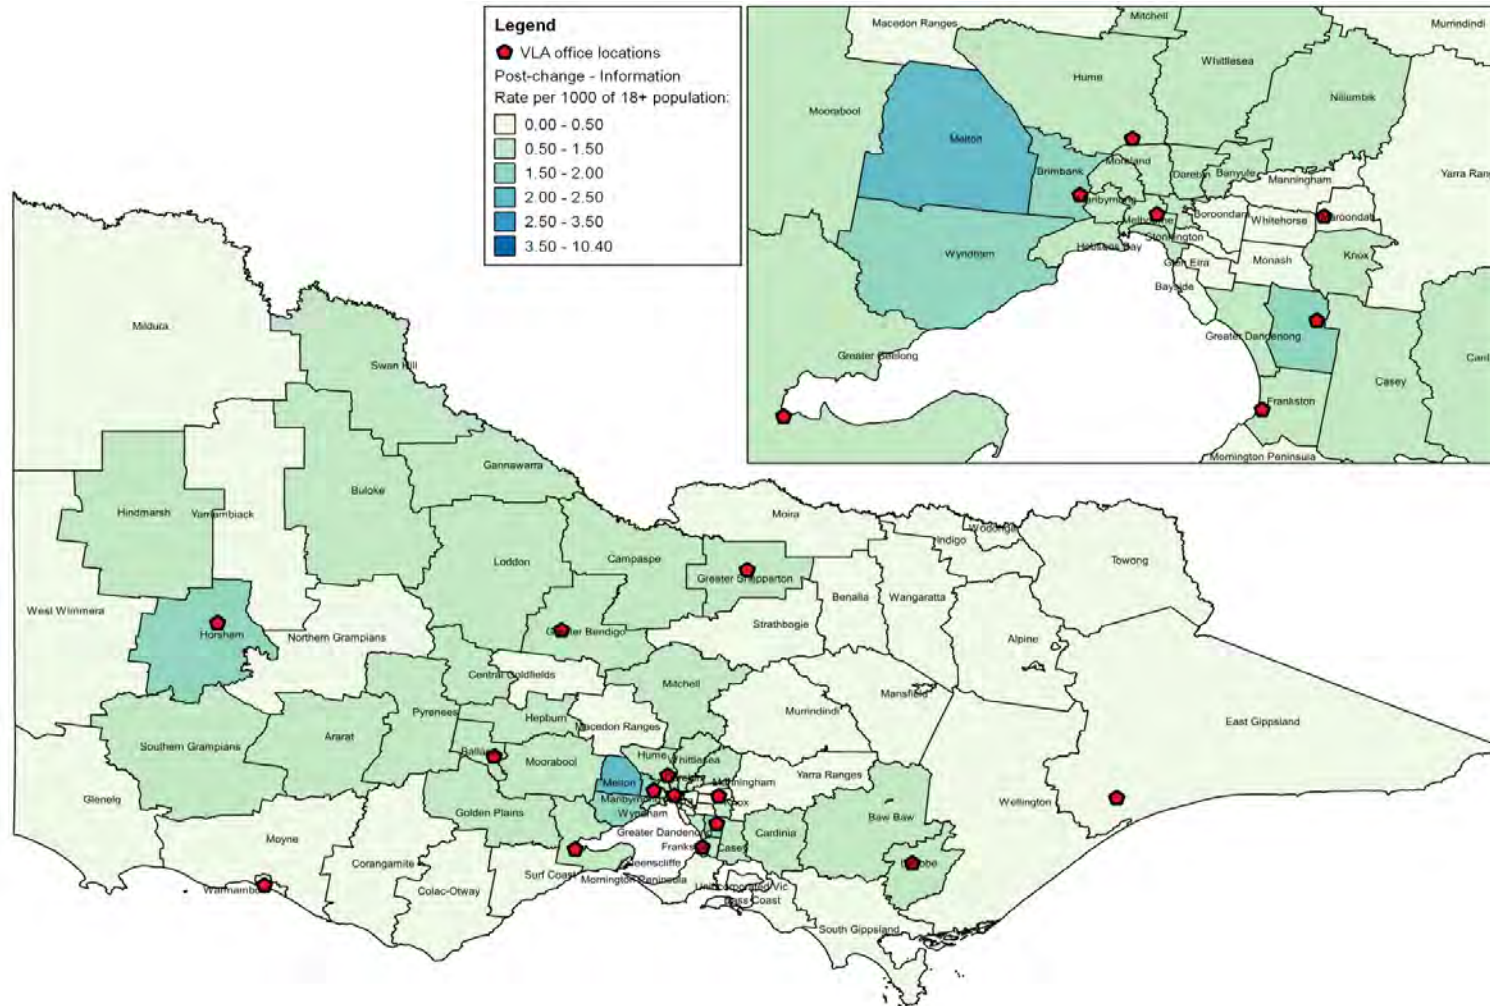 Legend
VLA office locations
Post-change - Information
Rate per 1000 of 18+ population:
0.00 - 0.50
0.50 - 1.50
1.50 - 2.00
2.00 - 2.50
2.50 - 3.50
3.50 - 10.40
Macedon Ranges
Mitchell
Murrindindi
Hume
Whittlesea
Nillumbik
Moorabool
Melton
Brimbank
Moreland
Darebin
Banyule
Yarra Rang
Manningham
Boroondara
Whitehorse
Stonnington
Hobsons Bay
Wyndham
Glen Eira
Monash
Knox
Bayside
Greater Dandenong
Greater Geelong
Casey
Frankston
Mornington Peninsula
Mildura
Swan Hill
Gannawarra
Buloke
Hindmarsh
Yarriambiack
Moira
Wodonga
Indigo
Towong
Loddon
Campaspe
Greater Shepparton
Benalla
Wangaratta
West Wimmera
Horsham
Northern Grampians
Greater Bendigo
Strathbogie
Alpine
Central Goldfields
Mitchell
Mansfield
Pyrenees
Hepburn
Macedon Ranges
Murrindindi
East Gippsland
Southern Grampians
Ararat
Moorabool
Hume
Whittlesea
Melton
Manningham
Yarra Ranges
Glenelg
Golden Plains
Wyndham
Knox
Wellington
Moyne
Greater Dandenong
Cardinia
Baw Baw
Casey
Corangamite
Surf Coast
Mornington Peninsula
Colac-Otway
Unincorporated Vic
Bass Coast
South Gippsland